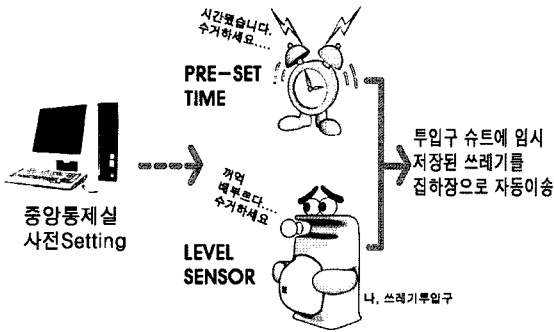 시간됐습니다.
수거하세요....
PRE-SET
TIME
중앙통제실
사전Setting
꺼억
배부르다....
수거하세요
LEVEL
SENSOR
나, 쓰레기투입구
투입구 슈트에 임시
저장된 쓰레기를
집하장으로 자동이송